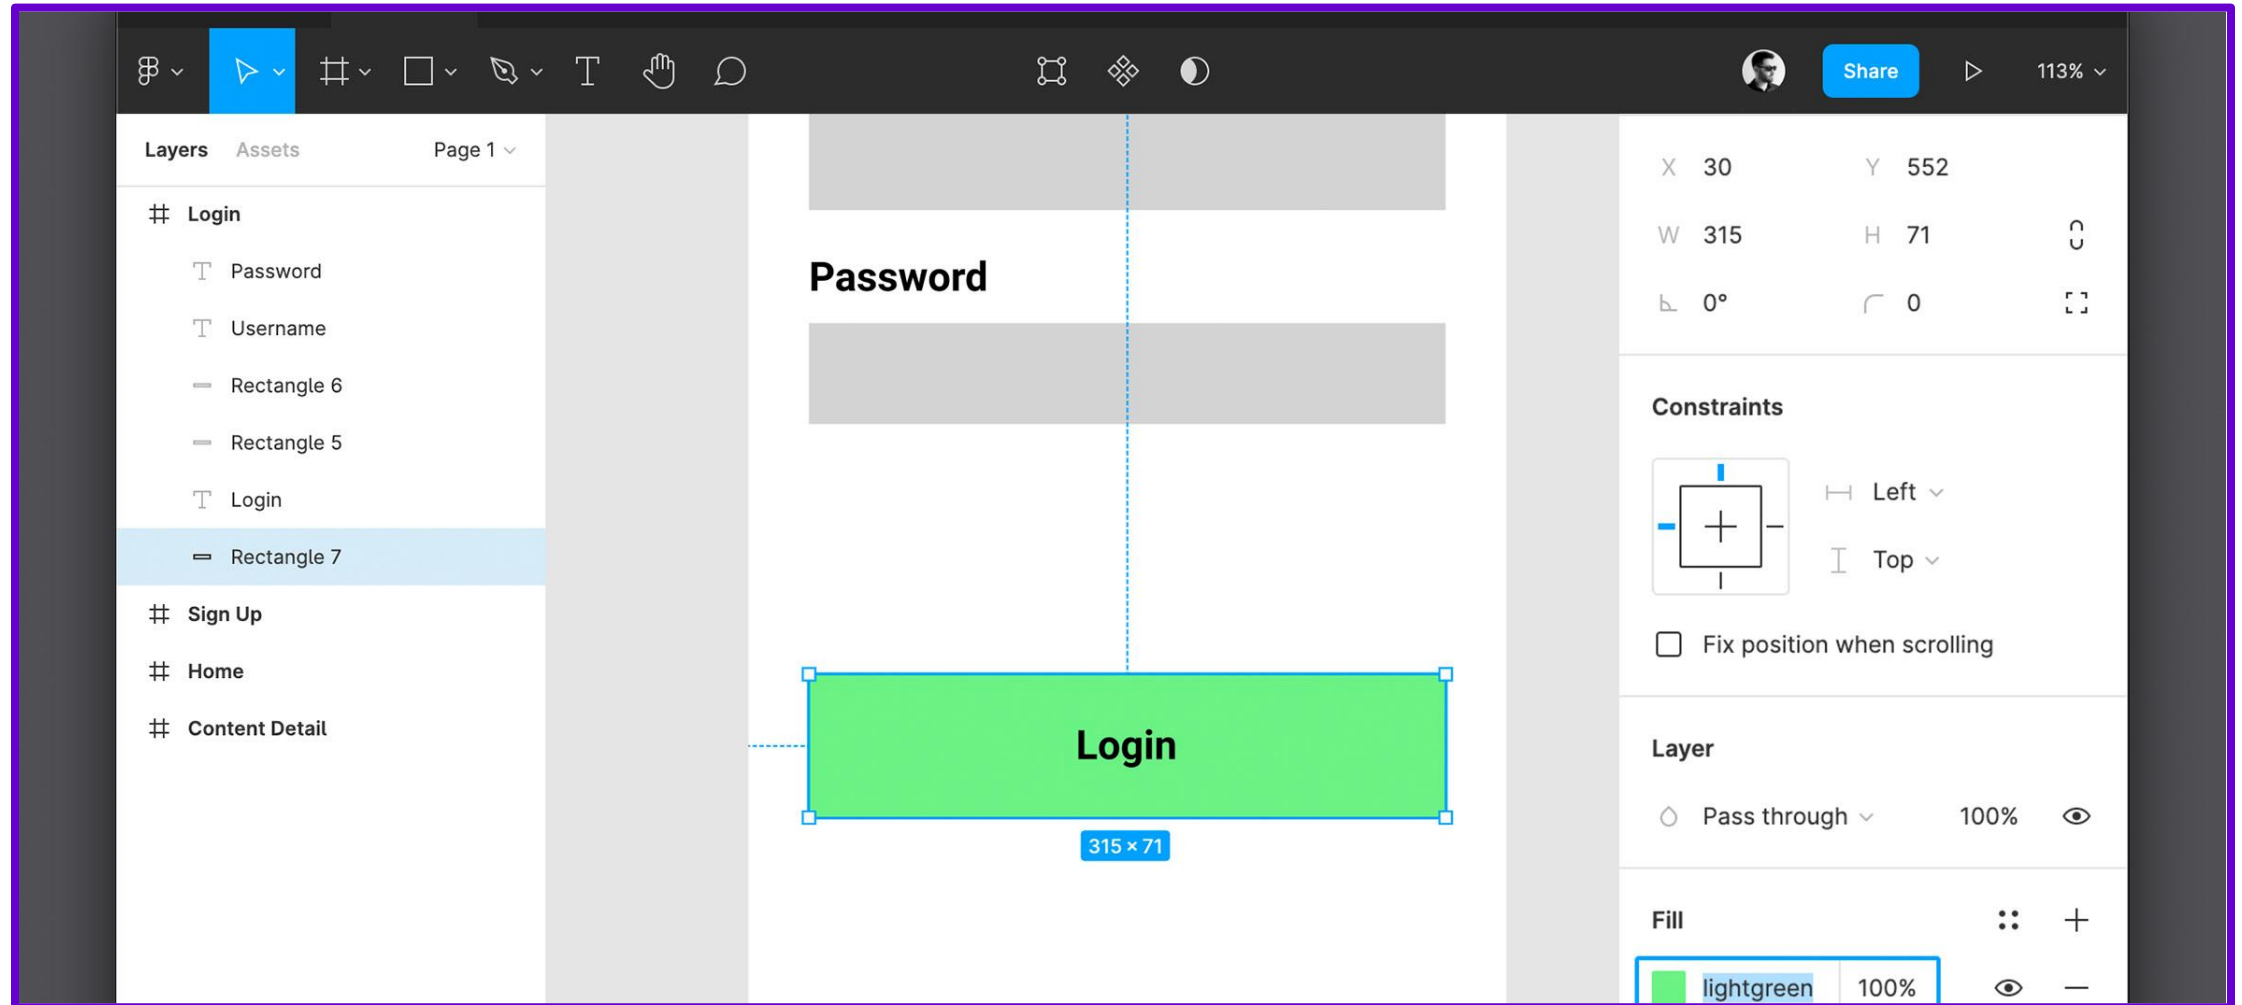 Share
113%
Layers Assets Page 1
Login
Password
Username
Rectangle 6
Rectangle 5
Login
Rectangle 7
Sign Up
Home
Content Detail
Password
Login
315 × 71
X 30 Y 552
W 315 H 71
0° 0
Constraints
Left
Top
Fix position when scrolling
Layer
Pass through 100%
Fill
lightgreen 100%